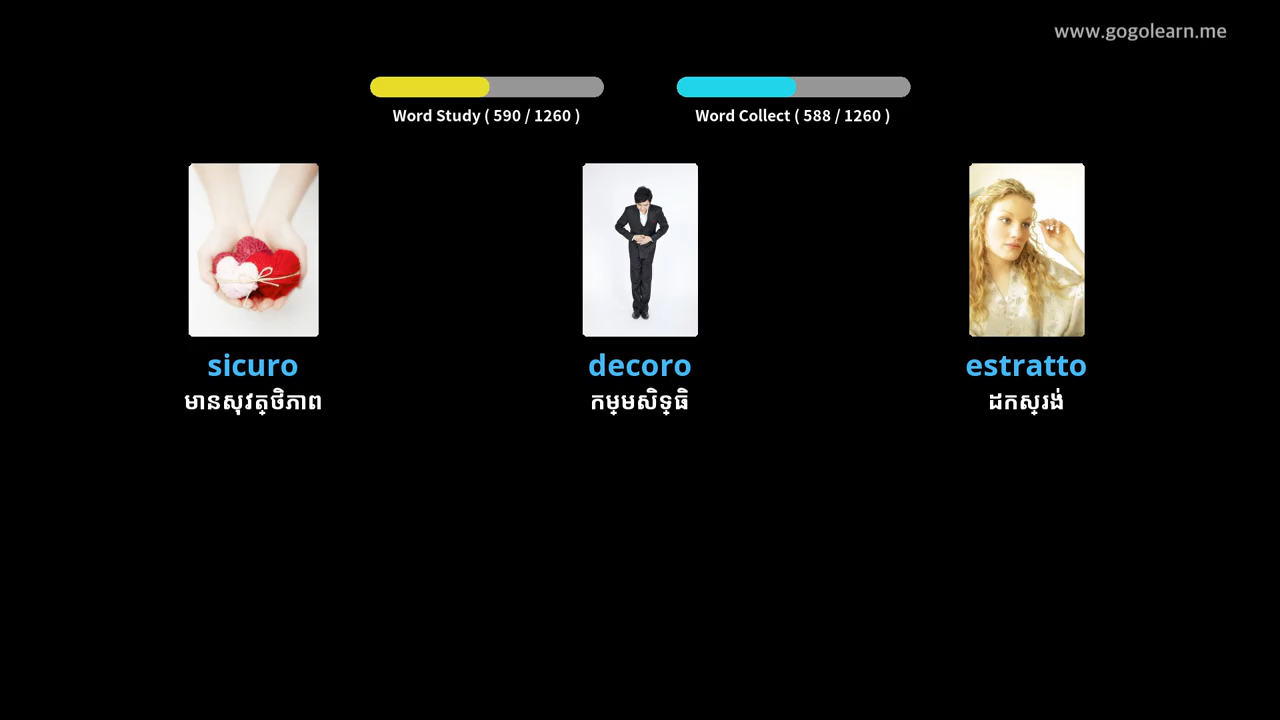 www.gogolearn.me
Word Study ( 590 / 1260 )
Word Collect ( 588 / 1260 )
sicuro
decoro
estratto
មានសុវត្ថិភាព
កម្មសិទ្ធិ
ដកស្រង់